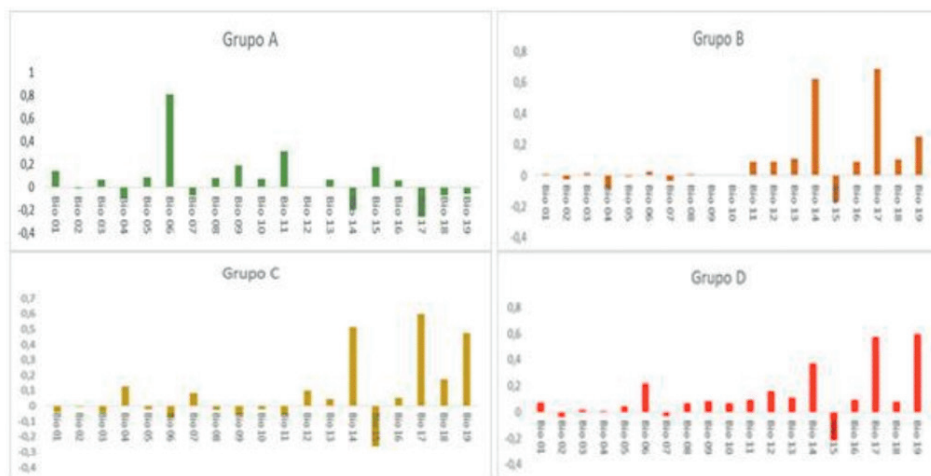 Grupo A
1
0,8
0,6
0,4
0,2
0
-0,2
-0,4
Bio 01
Bio 02
Bio 03
Bio 04
Bio 05
Bio 06
Bio 07
Bio 08
Bio 09
Bio 10
Bio 11
Bio 12
Bio 13
14
Bio 15
Bio 16
17
Bio 18
Bio 19
Grupo B
0,8
0,6
0,4
0,2
0
-0,2
-0,4
Bio 01
Bio 02
Bio 03
Bio 04
Bio 05
Bio 06
Bio 07
Bio 08
Bio 09
Bio 10
Bio 11
Bio 12
Bio 13
Bio 14
15
Bio 16
Bio 17
Bio 18
Bio 19
Grupo C
0,7
0,6
0,5
0,4
0,3
0,2
0,1
0
-0,1
-0,2
-0,3
-0,4
Bio 01
Bio 02
Bio 03
Bio 04
Bio 05
Bio 06
Bio 07
Bio 08
Bio 09
Bio 10
Bio 11
Bio 12
Bio 13
Bio 14
Bio 15
Bio 16
Bio 17
Bio 18
Bio 19
Grupo D
0,8
0,6
0,4
0,2
0
-0,2
-0,4
Bio 01
Bio 02
Bio 03
Bio 04
Bio 05
Bio 06
Bio 07
Bio 08
Bio 09
Bio 10
Bio 11
Bio 12
Bio 13
Bio 14
15
Bio 16
Bio 17
Bio 18
Bio 19